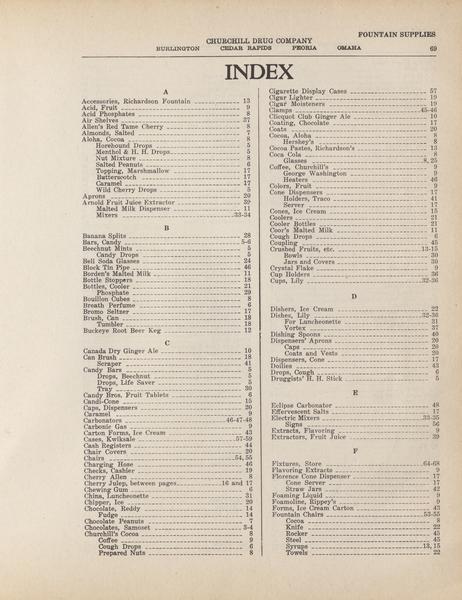 FOUNTAIN SUPPLIES
CHURCHILL DRUG COMPANY
BURLINGTON CEDAR RAPIDS PEORIA OMAHA 69
INDEX
A
Accessories, Richardson Fountain 13
Acid, Fruit 9
Acid Phosphates 8
Air Shelves 37
Allen's Red Tame Cherry 8
Almonds, Salted 7
Aloha, Cocoa 8
Horehound Drops 5
Menthol & H. H. Drops 5
Nut Mixture 8
Salted Peanuts 6
Topping, Marshmallow 17
Butterscotch 17
Caramel 17
Wild Cherry Drops 5
Aprons 20
Arnold Fruit Juice Extractor 39
Malted Milk Dispenser 11
Mixers 33-34
B
Banana Splits 28
Bars, Candy 5-6
Beechnut Mints 5
Candy Drops 5
Bell Soda Glasses 24
Block Tin Pipe 46
Borden's Malted Milk 11
Bottle Stoppers 18
Bottles, Cooler 21
Phosphate 29
Bouillon Cubes 8
Breath Perfume 6
Bromo Seltzer 17
Brush, Can 18
Tumbler 18
Buckeye Root Beer Keg 12
C
Canada Dry Ginger Ale 10
Can Brush 18
Scraper 41
Candy Bars 5
Drops, Beechnut 5
Drops, Life Saver 5
Tray 30
Candy Bros. Fruit Tablets 6
Candi-Cone 15
Caps, Dispensers 20
Caramel 9
Carbonators 46-47-48
Carbonic Gas 9
Carton Forms, Ice Cream 43
Cases, Kwiksale 57-59
Cash Registers 44
Chair Covers 20
Chairs 54, 55
Charging Hose 46
Checks, Cashier 19
Cherry Allen 8
Cherry Julep, between pages 16 and 17
Chewing Gum 6
China, Luncheonette 31
Chipper, Ice 20
Chocolate, Reddy 14
Fudge 14
Chocolate Peanuts 7
Chocolates, Samoset 3-4
Churchill's Cocoa 8
Coffee 9
Cough Drops 6
Prepared Nuts 8
Cigarette Display Cases 57
Cigar Lighter 19
Cigar Moisteners 19
Clamps 45-46
Clicquot Club Ginger Ale 10
Coating, Chocolate 17
Coats 20
Cocoa, Aloha 8
Hershey's 8
Cocoa Pastes, Richardson's 13
Coca Cola 8
Glasses 8, 25
Coffee, Churchill's 9
George Washington 9
Heaters 46
Colors, Fruit 9
Cone Dispensers 17
Holders, Traco 41
Server 17
Cones, Ice Cream 15
Coolers 21
Cooler Bottles 21
Coor's Malted Milk 11
Cough Drops 6
Coupling 45
Crushed Fruits, etc. 13-15
Bowls 30
Jars and Covers 30
Crystal Flake 9
Cup Holders 36
Cups, Lily 32-36
D
Dishers, Ice Cream 22
Dishes, Lily 32-36
For Luncheonette 31
Vortex 37
Dishing Spoons 40
Dispensers' Aprons 20
Caps 20
Coats and Vests 20
Dispensers, Cone 17
Doilies 43
Drops, Cough 6
Druggists' H. H. Stick 5
E
Eclipse Carbonator 48
Effervescent Salts 17
Electric Mixers 33-35
Signs 56
Extracts, Flavoring 9
Extractors, Fruit Juice 39
F
Fixtures, Store 64-68
Flavoring Extracts 9
Florence Cone Dispenser 17
Cone Server 17
Straw Jars 42
Foaming Liquid 9
Foamoline, Rippey's 9
Forms, Ice Cream Carton 43
Fountain Chairs 53-55
Cocoa 8
Knife 22
Rocker 45
Steel 45
Syrups 13, 15
Towels 22